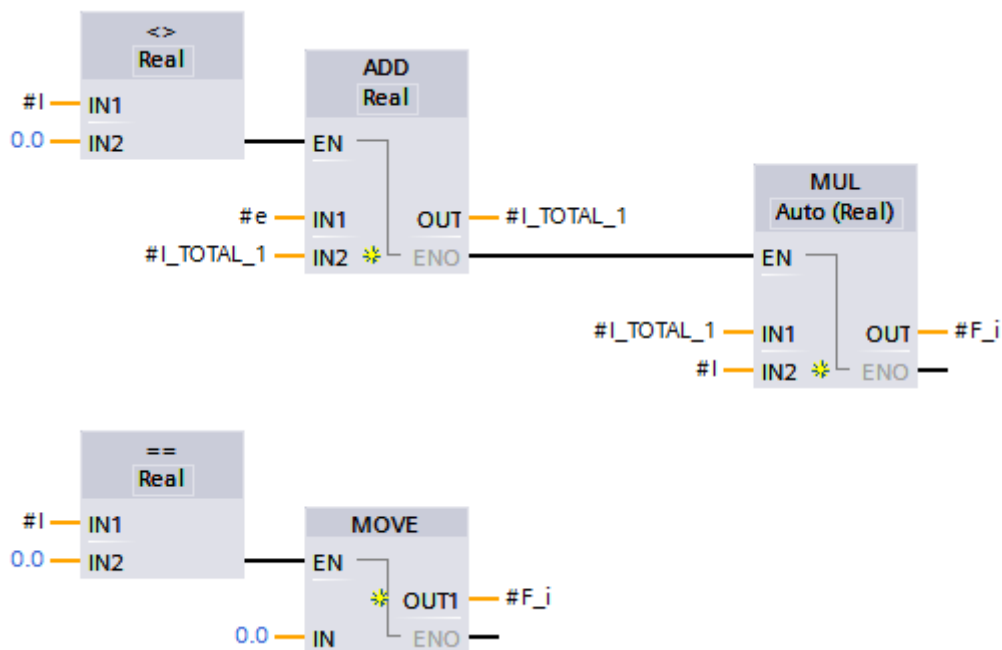 <>
Real
#I IN1
0.0 IN2
ADD
Real
EN
#e IN1 OUT #I_TOTAL_1
#I_TOTAL_1 IN2 ENO
MUL
Auto (Real)
EN
#I_TOTAL_1 IN1 OUT #F_i
#I IN2 ENO
==
Real
#I IN1
0.0 IN2
MOVE
EN
OUT1 #F_i
0.0 IN ENO